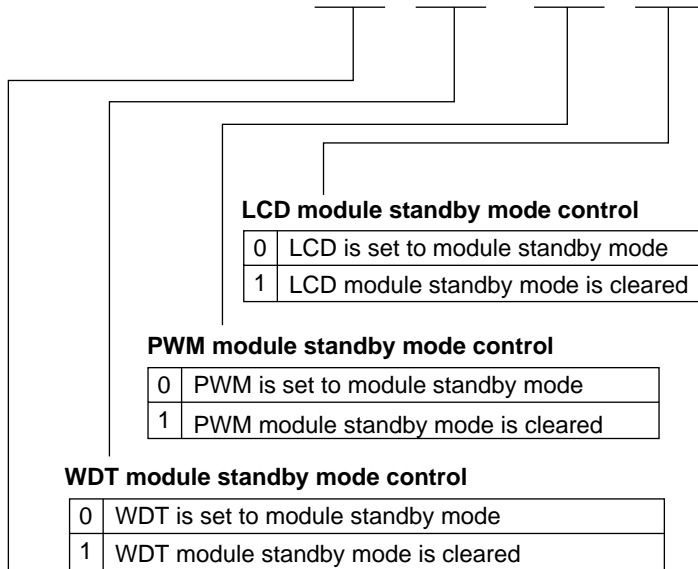 LCD module standby mode control
0 LCD is set to module standby mode
1 LCD module standby mode is cleared
PWM module standby mode control
0 PWM is set to module standby mode
1 PWM module standby mode is cleared
WDT module standby mode control
0 WDT is set to module standby mode
1 WDT module standby mode is cleared